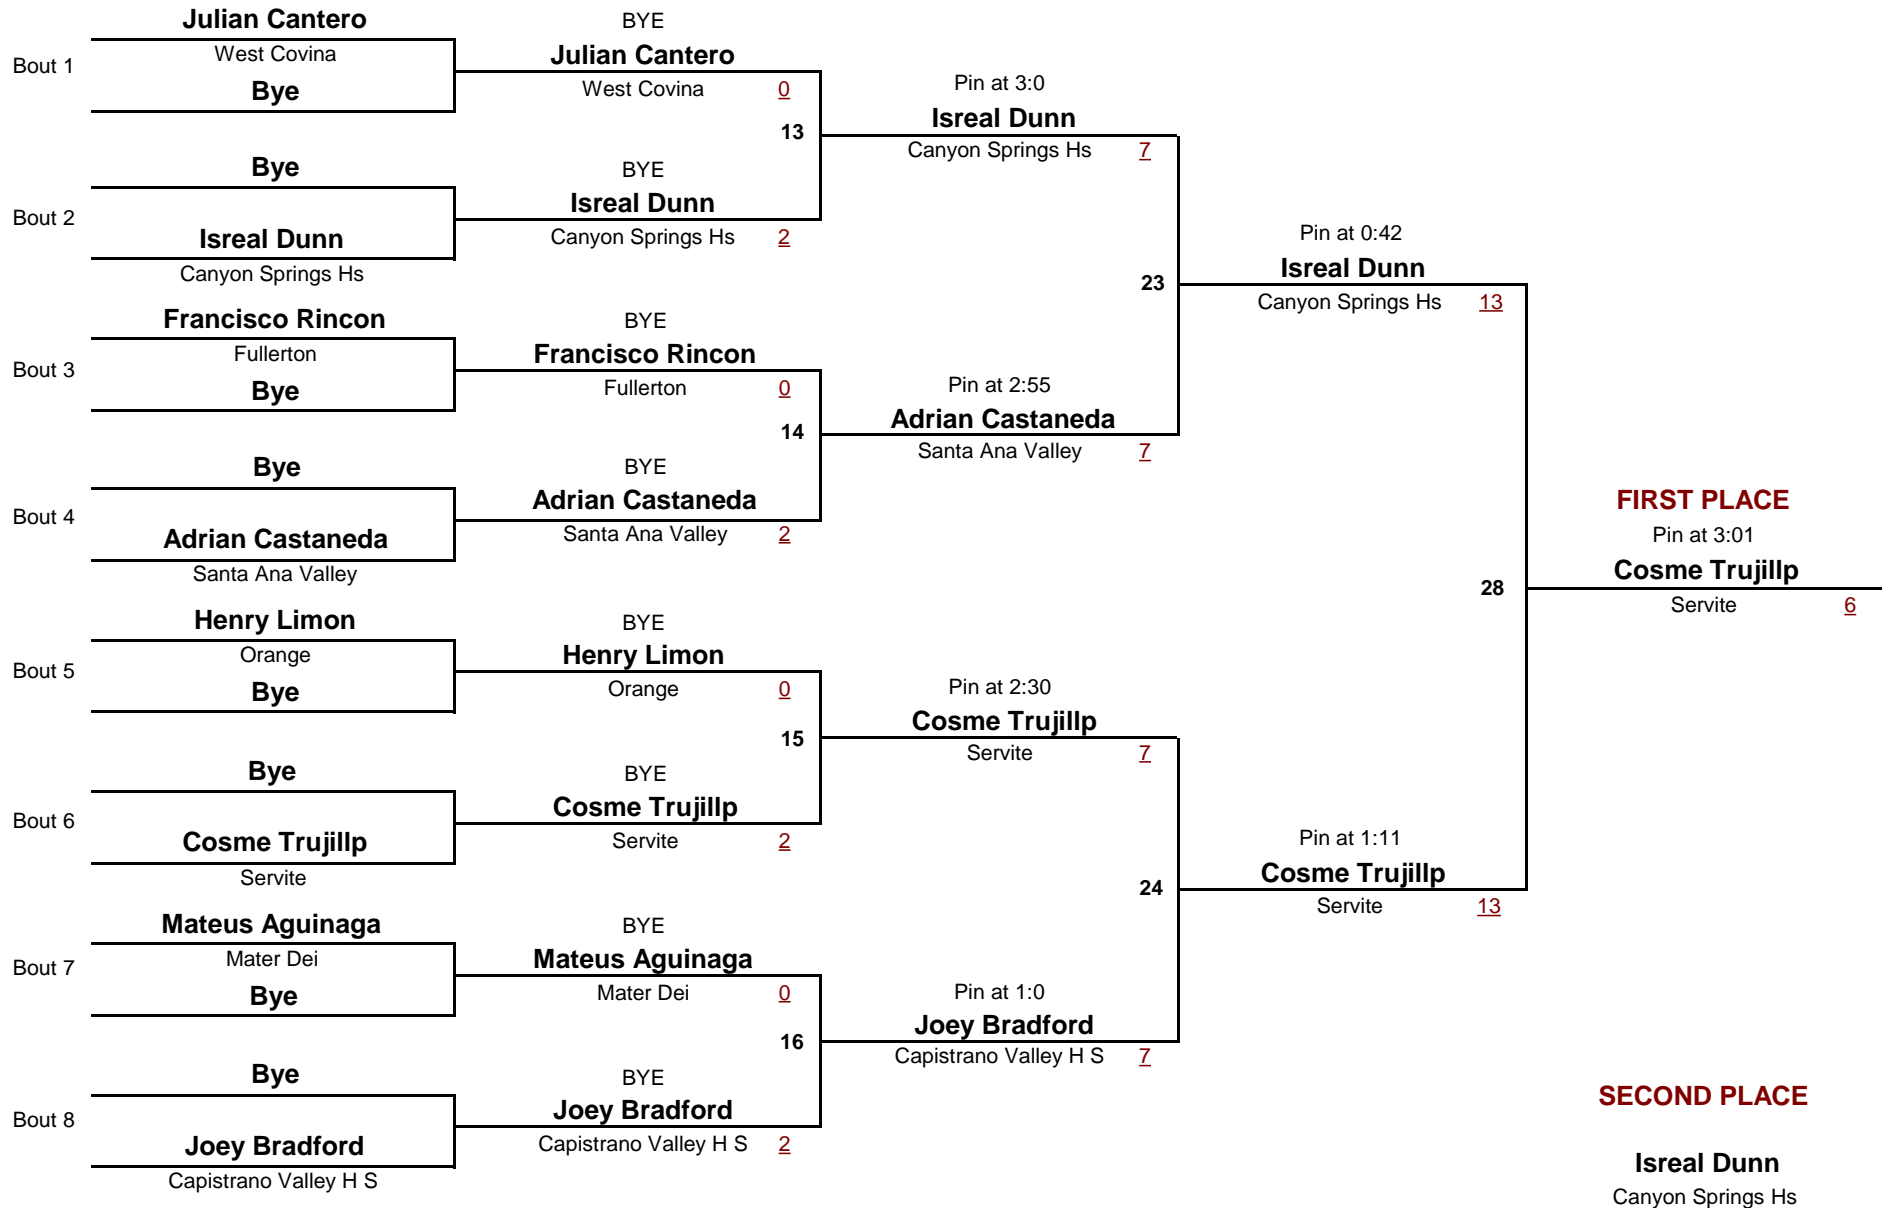 Julian Cantero
West Covina
Bout 1
Bye
Bye
Bout 2
Isreal Dunn
Canyon Springs Hs
Francisco Rincon
Fullerton
Bout 3
Bye
Bye
Bout 4
Adrian Castaneda
Santa Ana Valley
Henry Limon
Orange
Bout 5
Bye
Bye
Bout 6
Cosme Trujillp
Servite
Mateus Aguinaga
Mater Dei
Bout 7
Bye
Bye
Bout 8
Joey Bradford
Capistrano Valley H S
BYE
Julian Cantero
West Covina 0
13
BYE
Isreal Dunn
Canyon Springs Hs 2
BYE
Francisco Rincon
Fullerton 0
14
BYE
Adrian Castaneda
Santa Ana Valley 2
BYE
Henry Limon
Orange 0
15
BYE
Cosme Trujillp
Servite 2
BYE
Mateus Aguinaga
Mater Dei 0
16
BYE
Joey Bradford
Capistrano Valley H S 2
Pin at 3:0
Isreal Dunn
Canyon Springs Hs 7
23
Pin at 2:55
Adrian Castaneda
Santa Ana Valley 7
Pin at 2:30
Cosme Trujillp
Servite 7
24
Pin at 1:0
Joey Bradford
Capistrano Valley H S 7
Pin at 0:42
Isreal Dunn
Canyon Springs Hs 13
28
Pin at 1:11
Cosme Trujillp
Servite 13
FIRST PLACE
Pin at 3:01
Cosme Trujillp
Servite 6
SECOND PLACE
Isreal Dunn
Canyon Springs Hs